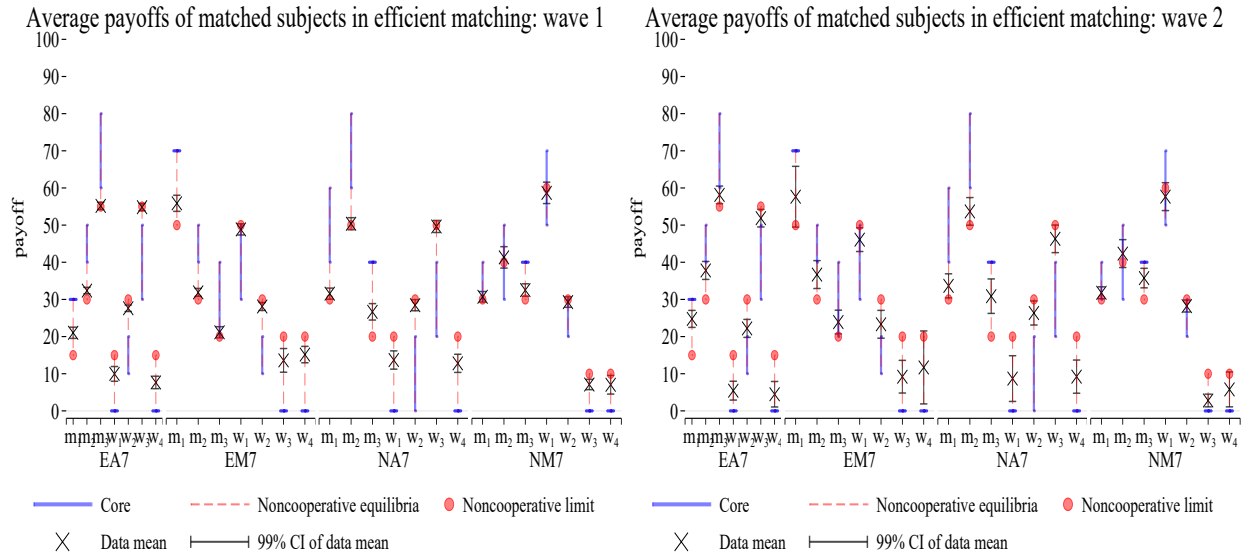 Average payoffs of matched subjects in efficient matching: wave 1
100
90
80
70
60
50
40
30
20
10
0
payoff
m₁ m₂ m₃ w₁ w₂ w₃ w₄ m₁ m₂ m₃ w₁ w₂ w₃ w₄ m₁ m₂ m₃ w₁ w₂ w₃ w₄ m₁ m₂ m₃ w₁ w₂ w₃ w₄
EA7 EM7 NA7 NM7
Core Noncooperative equilibria Noncooperative limit
Data mean 99% CI of data mean
Average payoffs of matched subjects in efficient matching: wave 2
100
90
80
70
60
50
40
30
20
10
0
payoff
m₁ m₂ m₃ w₁ w₂ w₃ w₄ m₁ m₂ m₃ w₁ w₂ w₃ w₄ m₁ m₂ m₃ w₁ w₂ w₃ w₄ m₁ m₂ m₃ w₁ w₂ w₃ w₄
EA7 EM7 NA7 NM7
Core Noncooperative equilibria Noncooperative limit
Data mean 99% CI of data mean